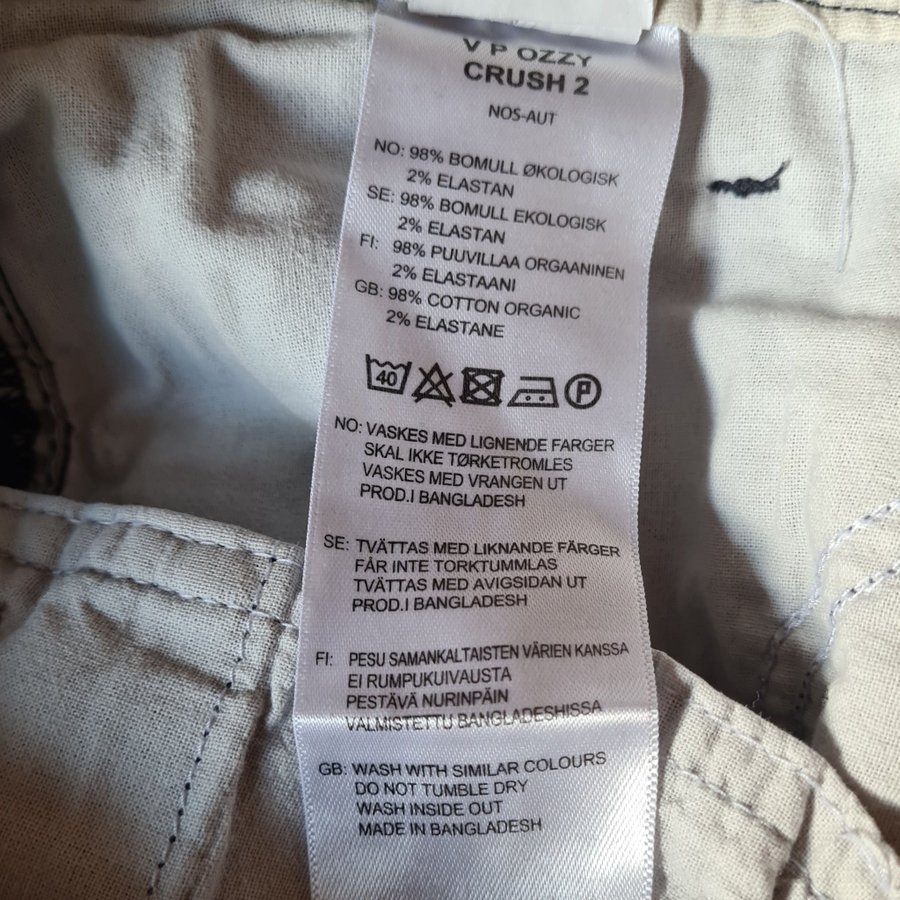 V P OZZY
CRUSH 2
NOS-AUT
NO: 98% BOMULL ØKOLOGISK
2% ELASTAN
SE: 98% BOMULL EKOLOGISK
2% ELASTAN
FI: 98% PUUVILLAA ORGAANINEN
2% ELASTAANI
GB: 98% COTTON ORGANIC
2% ELASTANE
40 P
NO: VASKES MED LIGNENDE FARGER
SKAL IKKE TØRKETROMLES
VASKES MED VRANGEN UT
PROD.I BANGLADESH
SE: TVÄTTAS MED LIKNANDE FÄRGER
FÅR INTE TORKTUMMLAS
TVÄTTAS MED AVIGSIDAN UT
PROD.I BANGLADESH
FI: PESU SAMANKALTAISTEN VÄRIEN KANSSA
EI RUMPUKUIVAUSTA
PESTÄVÄ NURINPÄIN
VALMISTETTU BANGLADESHISSA
GB: WASH WITH SIMILAR COLOURS
DO NOT TUMBLE DRY
WASH INSIDE OUT
MADE IN BANGLADESH